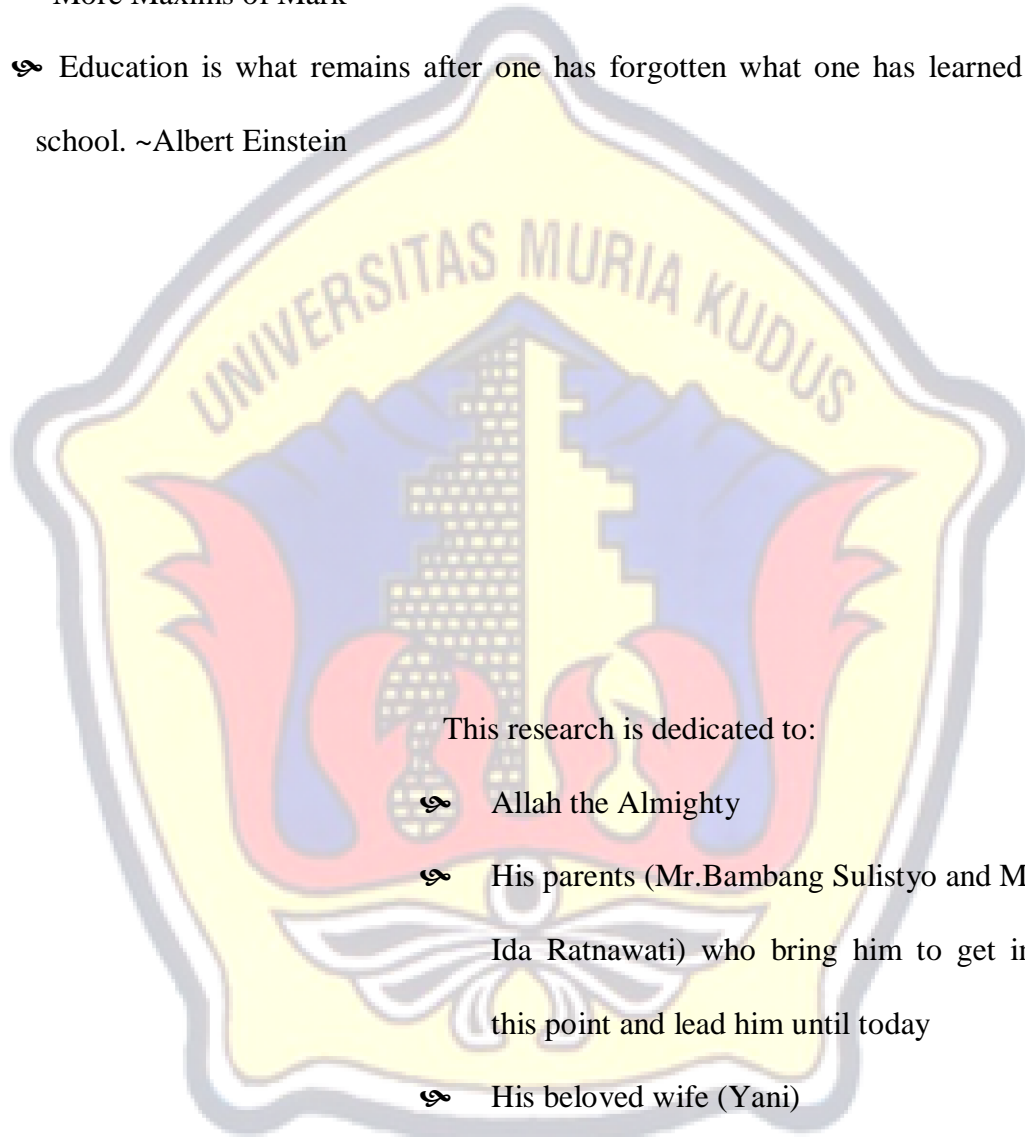 More Maxims of Mark
Education is what remains after one has forgotten what one has learned
school. ~Albert Einstein
UNIVERSITAS MURIA KUDUS
This research is dedicated to:
Allah the Almighty
His parents (Mr.Bambang Sulistyo and M
Ida Ratnawati) who bring him to get in
this point and lead him until today
His beloved wife (Yani)